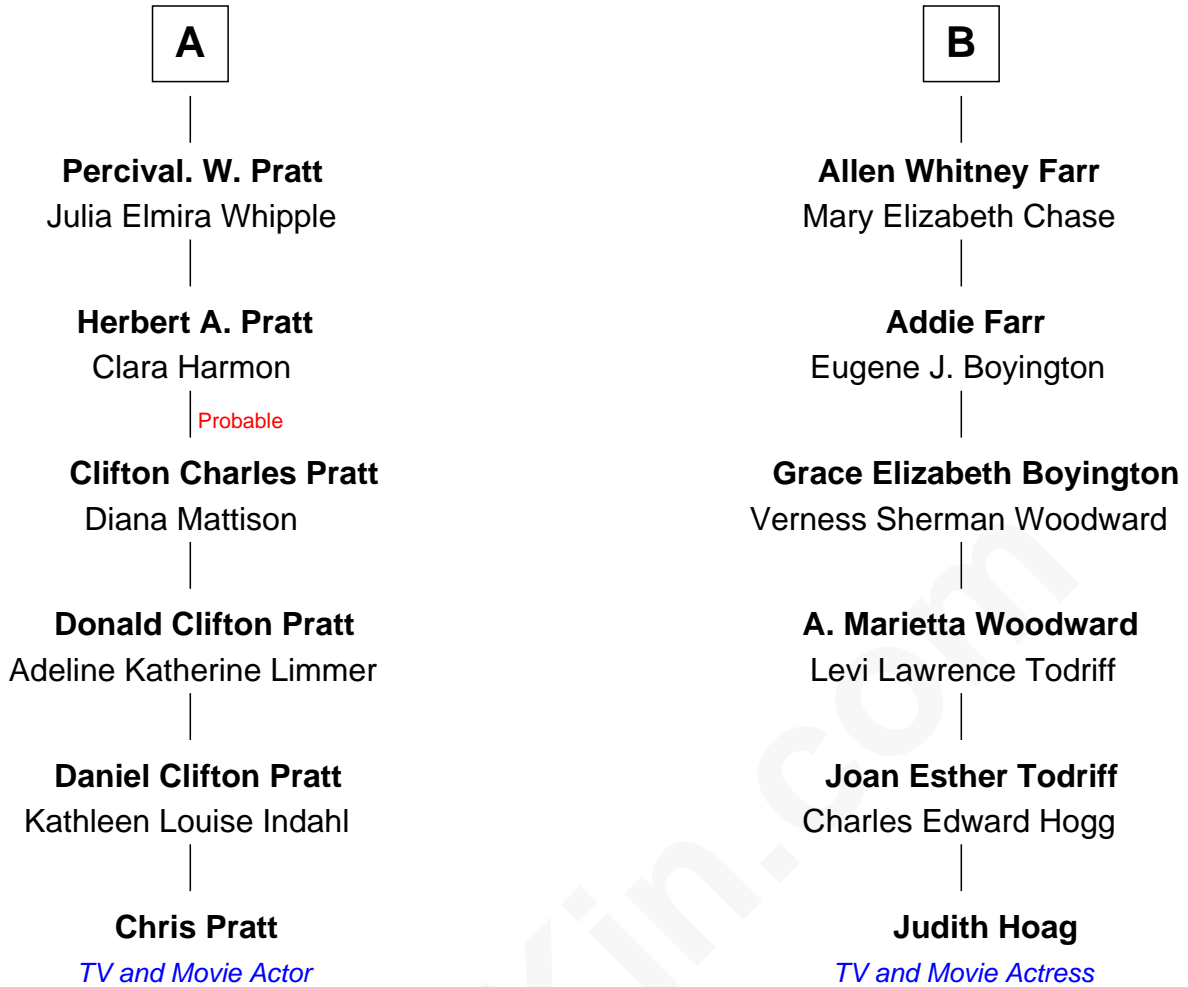 A
Percival. W. Pratt
Julia Elmira Whipple
Herbert A. Pratt
Clara Harmon
Probable
Clifton Charles Pratt
Diana Mattison
Donald Clifton Pratt
Adeline Katherine Limmer
Daniel Clifton Pratt
Kathleen Louise Indahl
Chris Pratt
TV and Movie Actor
B
Allen Whitney Farr
Mary Elizabeth Chase
Addie Farr
Eugene J. Boyington
Grace Elizabeth Boyington
Verness Sherman Woodward
A. Marietta Woodward
Levi Lawrence Todriff
Joan Esther Todriff
Charles Edward Hogg
Judith Hoag
TV and Movie Actress
Kin.com